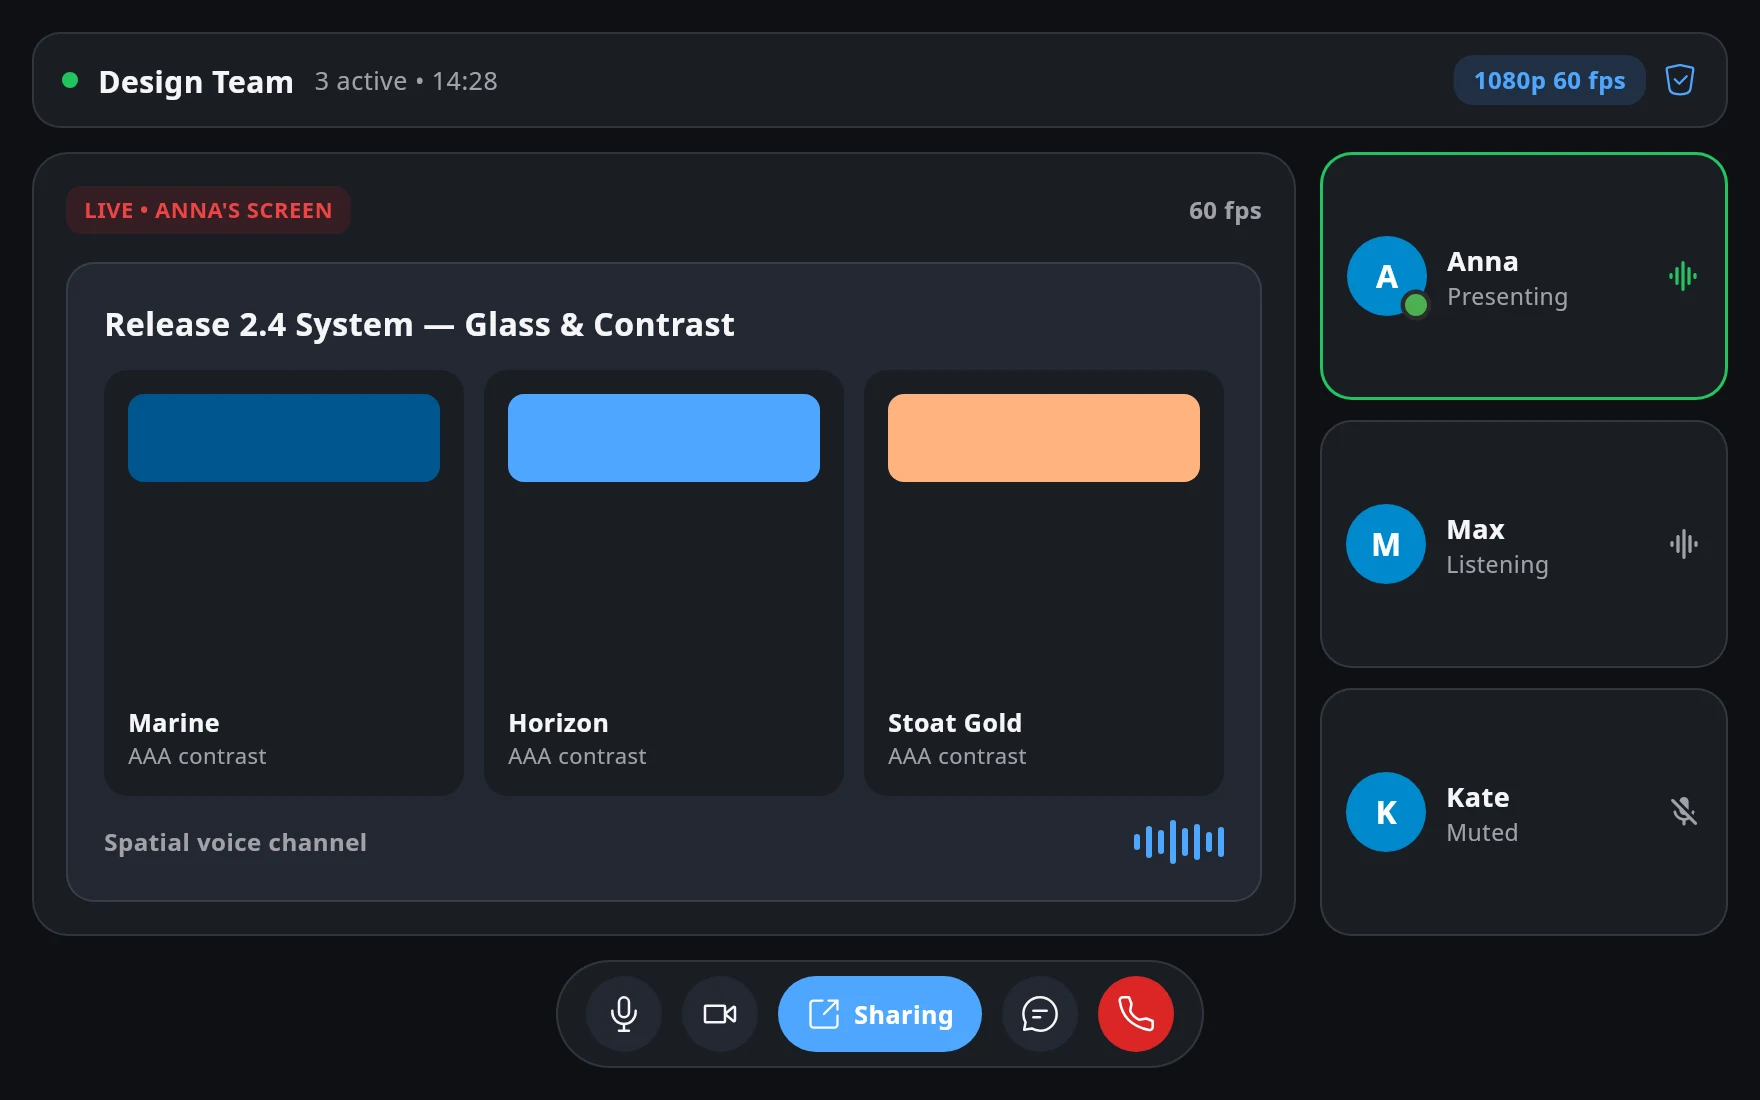 Design Team 3 active • 14:28
1080p 60 fps
LIVE • ANNA'S SCREEN
60 fps
Release 2.4 System — Glass & Contrast
Marine
AAA contrast
Horizon
AAA contrast
Stoat Gold
AAA contrast
Spatial voice channel
A
Anna
Presenting
M
Max
Listening
K
Kate
Muted
Sharing